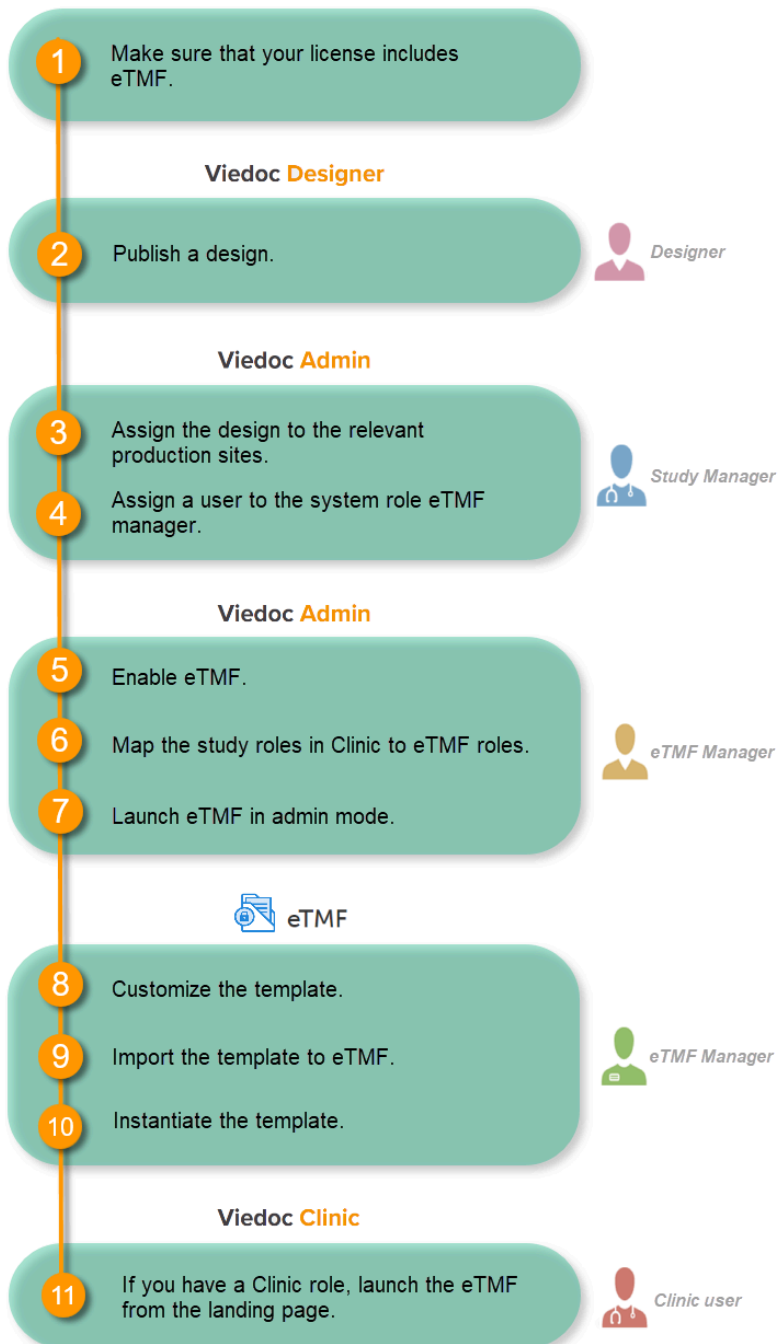 1
Make sure that your license includes
eTMF.
Viedoc Designer
2
Publish a design.
Designer
Viedoc Admin
3
Assign the design to the relevant
production sites.
4
Assign a user to the system role eTMF
manager.
Study Manager
Viedoc Admin
5
Enable eTMF.
6
Map the study roles in Clinic to eTMF roles.
7
Launch eTMF in admin mode.
eTMF Manager
eTMF
8
Customize the template.
9
Import the template to eTMF.
10
Instantiate the template.
eTMF Manager
Viedoc Clinic
11
If you have a Clinic role, launch the eTMF
from the landing page.
Clinic user